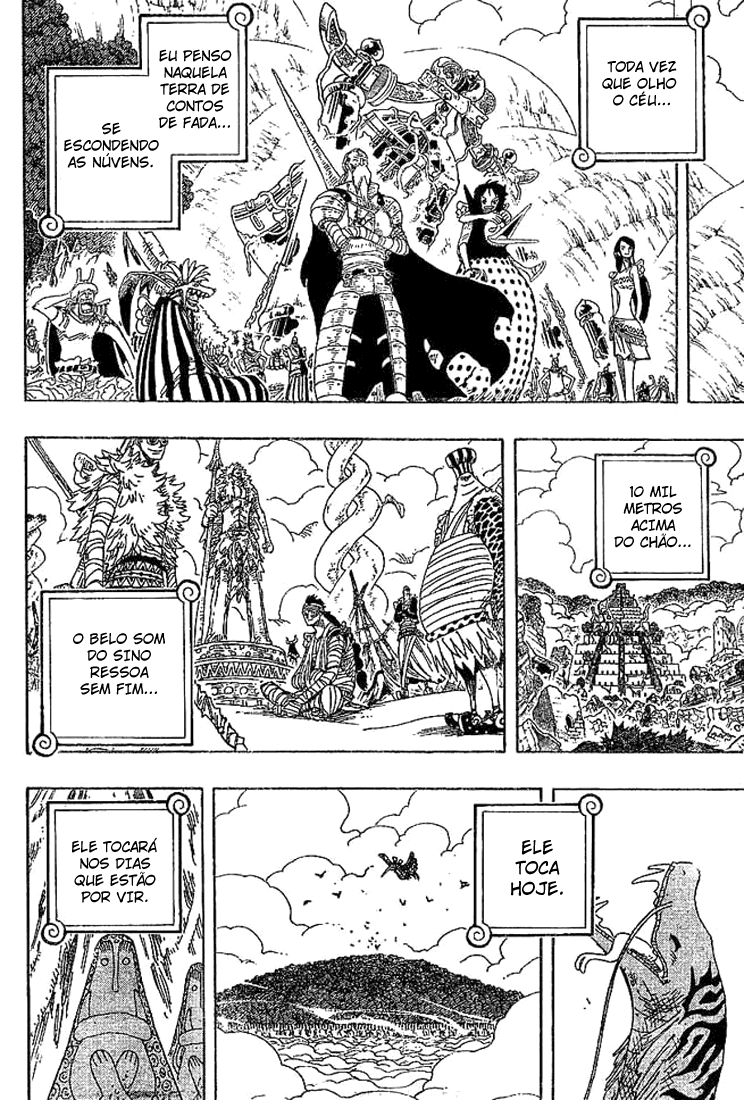 TODA VEZ
QUE OLHO
O CÉU...
EU PENSO
NAQUELA
TERRA DE
CONTOS
DE FADA...
SE
ESCONDENDO
AS NÚVENS.
10 MIL
METROS
ACIMA
DO CHÃO...
O BELO SOM
DO SINO
RESSOA
SEM FIM...
ELE
TOCA
HOJE.
ELE TOCARÁ
NOS DIAS
QUE ESTÃO
POR VIR.